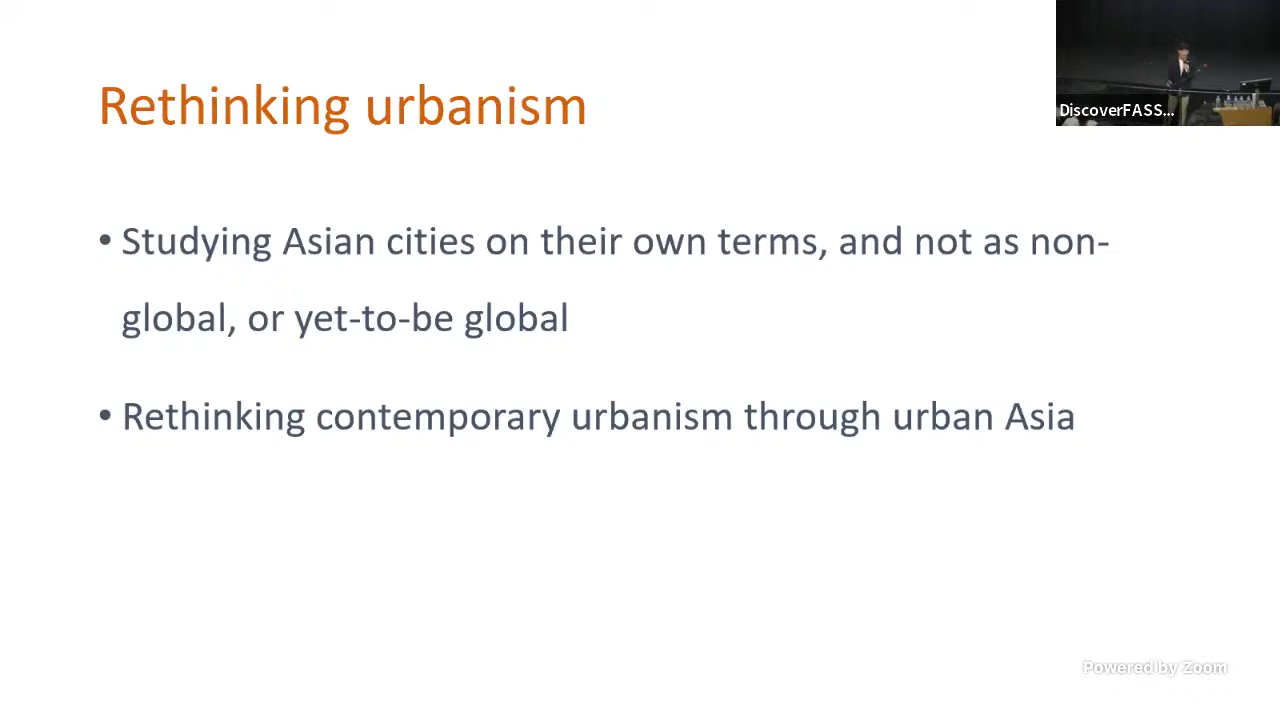 Rethinking urbanism
DiscoverFASS...
• Studying Asian cities on their own terms, and not as non-
global, or yet-to-be global
• Rethinking contemporary urbanism through urban Asia
Powered by Zoom